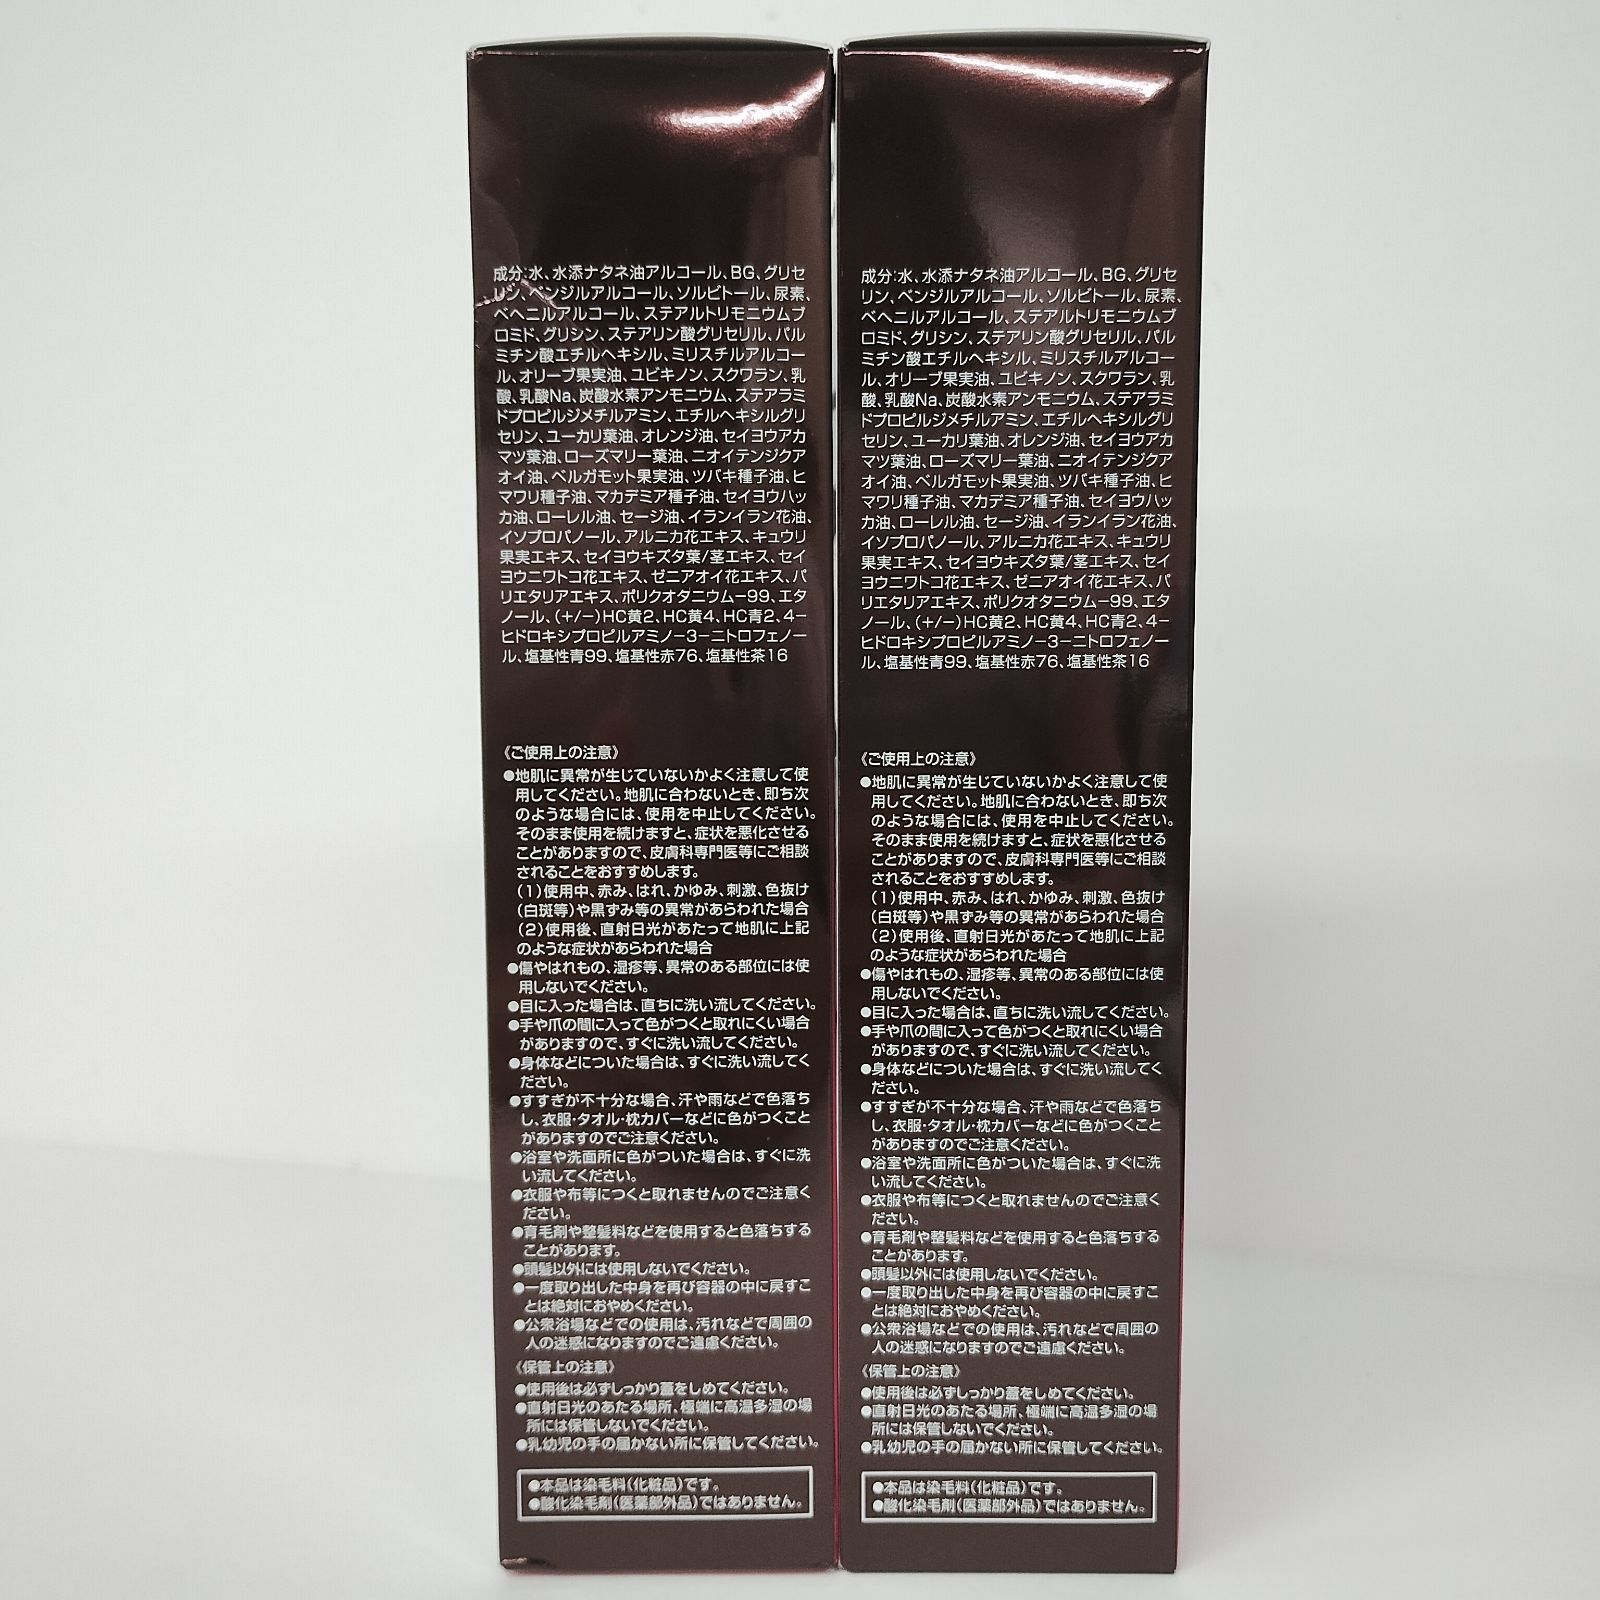 成分:水、水添ナタネ油アルコール、BG、グリセ
リン、ベンジルアルコール、ソルビトール、尿素、
ベヘニルアルコール、ステアルトリモニウムブ
ロミド、グリシン、ステアリン酸グリセリル、パル
ミチン酸エチルヘキシル、ミリスチルアルコー
ル、オリーブ果実油、ユビキノン、スクワラン、乳
酸、乳酸Na、炭酸水素アンモニウム、ステアラミ
ドプロピルジメチルアミン、エチルヘキシルグリ
セリン、ユーカリ葉油、オレンジ油、セイヨウアカ
マツ葉油、ローズマリー葉油、ニオイテンジクア
オイ油、ベルガモット果実油、ツバキ種子油、ヒ
マワリ種子油、マカデミア種子油、セイヨウハッ
カ油、ローレル油、セージ油、イランイラン花油、
イソプロパノール、アルニカ花エキス、キュウリ
果実エキス、セイヨウキズタ葉/茎エキス、セイ
ヨウニワトコ花エキス、ゼニアオイ花エキス、パ
リエタリアエキス、ポリクオタニウム-99、エタ
ノール、(+/-)HC黄2、HC黄4、HC青2、4-
ヒドロキシプロピルアミノ-3-ニトロフェノー
ル、塩基性青99、塩基性赤76、塩基性茶16
《ご使用上の注意》
●地肌に異常が生じていないかよく注意して使
用してください。地肌に合わないとき、即ち次
のような場合には、使用を中止してください。
そのまま使用を続けますと、症状を悪化させる
ことがありますので、皮膚科専門医等にご相談
されることをおすすめします。
(1)使用中、赤み、はれ、かゆみ、刺激、色抜け
(白斑等)や黒ずみ等の異常があらわれた場合
(2)使用後、直射日光があたって地肌に上記
のような症状があらわれた場合
●傷やはれもの、湿疹等、異常のある部位には使
用しないでください。
●目に入った場合は、直ちに洗い流してください。
●手や爪の間に入って色がつくと取れにくい場合
がありますので、すぐに洗い流してください。
●身体などについた場合は、すぐに洗い流してく
ださい。
●すすぎが不十分な場合、汗や雨などで色落ち
し、衣服・タオル・枕カバーなどに色がつくこと
がありますのでご注意ください。
●浴室や洗面所に色がついた場合は、すぐに洗
い流してください。
●衣服や布等につくと取れませんのでご注意く
ださい。
●育毛剤や整髪料などを使用すると色落ちする
ことがあります。
●頭髪以外には使用しないでください。
●一度取り出した中身を再び容器の中に戻すこ
とは絶対におやめください。
●公衆浴場などでの使用は、汚れなどで周囲の
人の迷惑になりますのでご遠慮ください。
《保管上の注意》
●使用後は必ずしっかり蓋をしめてください。
●直射日光のあたる場所、極端に高温多湿の場
所には保管しないでください。
●乳幼児の手の届かない所に保管してください。
●本品は染毛料(化粧品)です。
●酸化染毛剤(医薬部外品)ではありません。
成分:水、水添ナタネ油アルコール、BG、グリセ
リン、ベンジルアルコール、ソルビトール、尿素、
ベヘニルアルコール、ステアルトリモニウムブ
ロミド、グリシン、ステアリン酸グリセリル、パル
ミチン酸エチルヘキシル、ミリスチルアルコー
ル、オリーブ果実油、ユビキノン、スクワラン、乳
酸、乳酸Na、炭酸水素アンモニウム、ステアラミ
ドプロピルジメチルアミン、エチルヘキシルグリ
セリン、ユーカリ葉油、オレンジ油、セイヨウアカ
マツ葉油、ローズマリー葉油、ニオイテンジクア
オイ油、ベルガモット果実油、ツバキ種子油、ヒ
マワリ種子油、マカデミア種子油、セイヨウハッ
カ油、ローレル油、セージ油、イランイラン花油、
イソプロパノール、アルニカ花エキス、キュウリ
果実エキス、セイヨウキズタ葉/茎エキス、セイ
ヨウニワトコ花エキス、ゼニアオイ花エキス、パ
リエタリアエキス、ポリクオタニウム-99、エタ
ノール、(+/-)HC黄2、HC黄4、HC青2、4-
ヒドロキシプロピルアミノ-3-ニトロフェノー
ル、塩基性青99、塩基性赤76、塩基性茶16
《ご使用上の注意》
●地肌に異常が生じていないかよく注意して使
用してください。地肌に合わないとき、即ち次
のような場合には、使用を中止してください。
そのまま使用を続けますと、症状を悪化させる
ことがありますので、皮膚科専門医等にご相談
されることをおすすめします。
(1)使用中、赤み、はれ、かゆみ、刺激、色抜け
(白斑等)や黒ずみ等の異常があらわれた場合
(2)使用後、直射日光があたって地肌に上記
のような症状があらわれた場合
●傷やはれもの、湿疹等、異常のある部位には使
用しないでください。
●目に入った場合は、直ちに洗い流してください。
●手や爪の間に入って色がつくと取れにくい場合
がありますので、すぐに洗い流してください。
●身体などについた場合は、すぐに洗い流してく
ださい。
●すすぎが不十分な場合、汗や雨などで色落ち
し、衣服・タオル・枕カバーなどに色がつくこと
がありますのでご注意ください。
●浴室や洗面所に色がついた場合は、すぐに洗
い流してください。
●衣服や布等につくと取れませんのでご注意く
ださい。
●育毛剤や整髪料などを使用すると色落ちする
ことがあります。
●頭髪以外には使用しないでください。
●一度取り出した中身を再び容器の中に戻すこ
とは絶対におやめください。
●公衆浴場などでの使用は、汚れなどで周囲の
人の迷惑になりますのでご遠慮ください。
《保管上の注意》
●使用後は必ずしっかり蓋をしめてください。
●直射日光のあたる場所、極端に高温多湿の場
所には保管しないでください。
●乳幼児の手の届かない所に保管してください。
●本品は染毛料(化粧品)です。
●酸化染毛剤(医薬部外品)ではありません。